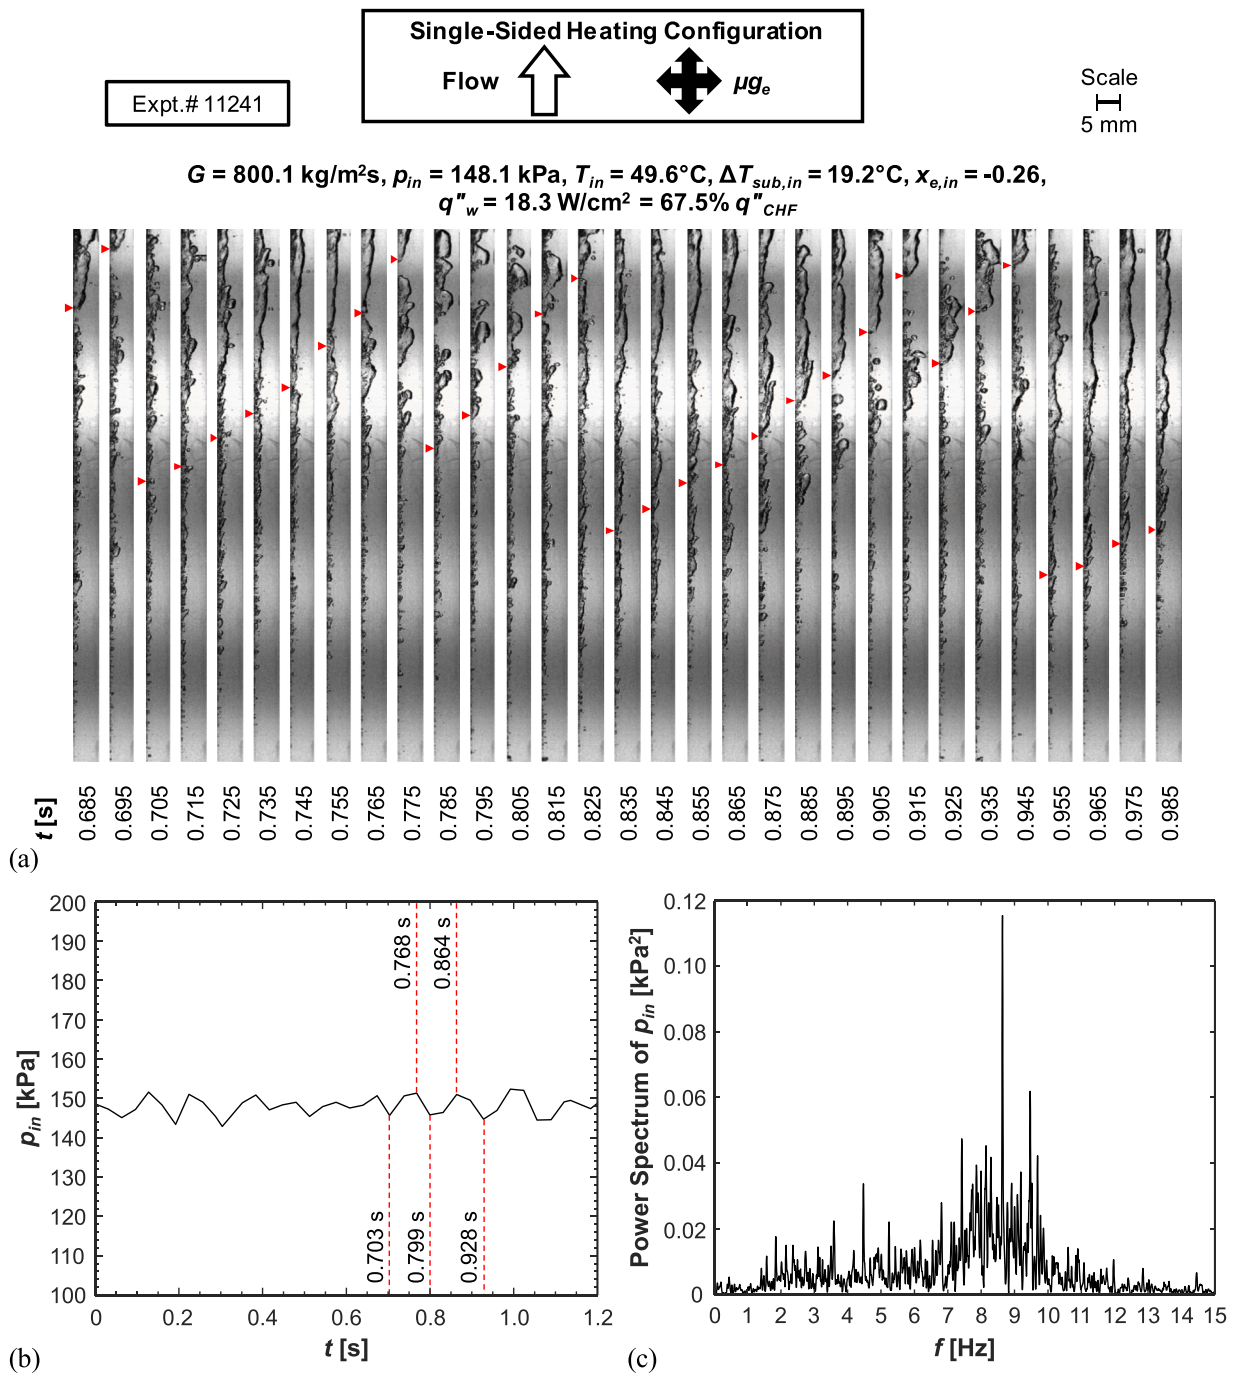 Single-Sided Heating Configuration
Flow
μgₑ
Expt.# 11241
Scale
5 mm
G = 800.1 kg/m²s, p_in = 148.1 kPa, T_in = 49.6°C, ΔT_sub,in = 19.2°C, x_e,in = -0.26,
q"_w = 18.3 W/cm² = 67.5% q"_CHF
t [s]
0.685 0.695 0.705 0.715 0.725 0.735 0.745 0.755 0.765 0.775 0.785 0.795 0.805 0.815 0.825 0.835 0.845 0.855 0.865 0.875 0.885 0.895 0.905 0.915 0.925 0.935 0.945 0.955 0.965 0.975 0.985
(a)
p_in [kPa]
200
190
180
170
160
150
140
130
120
110
100
0.768 s
0.864 s
0.703 s
0.799 s
0.928 s
0 0.2 0.4 0.6 0.8 1.0 1.2
t [s]
(b)
Power Spectrum of p_in [kPa²]
0.12
0.10
0.08
0.06
0.04
0.02
0
0 1 2 3 4 5 6 7 8 9 10 11 12 13 14 15
f [Hz]
(c)